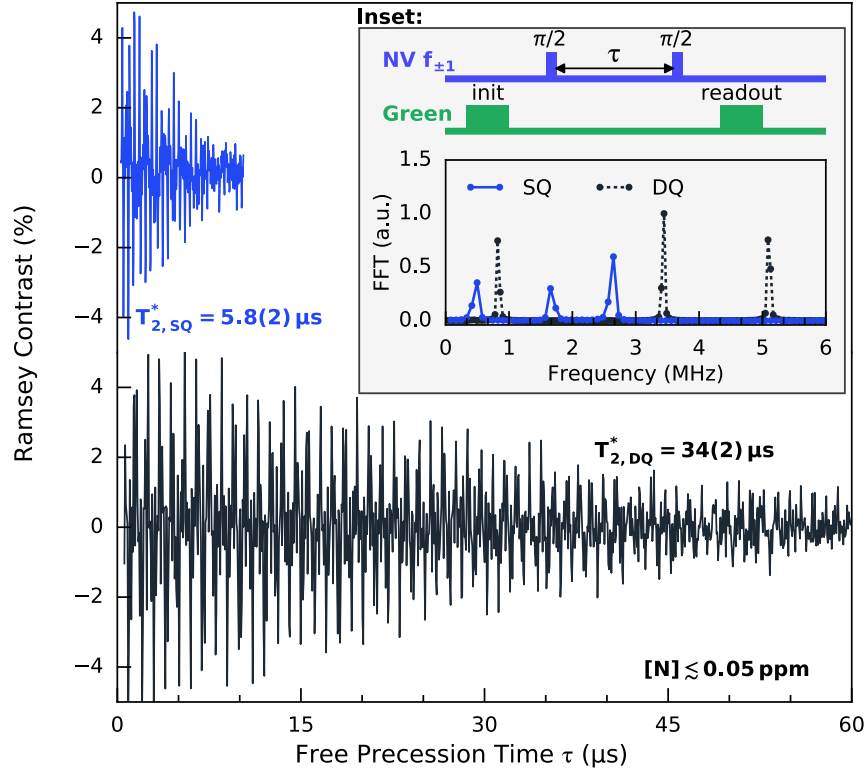 Inset:
π/2 π/2
NV f±1 τ
init readout
Green
1.5
1.0
0.5
0.0
FFT (a.u.)
SQ DQ
0 1 2 3 4 5 6
Frequency (MHz)
4
2
0
−2
−4
T*2,SQ = 5.8(2) μs
Ramsey Contrast (%)
4
2
0
−2
−4
T*2,DQ = 34(2) μs
[N] ≲ 0.05 ppm
0 15 30 45 60
Free Precession Time τ (μs)